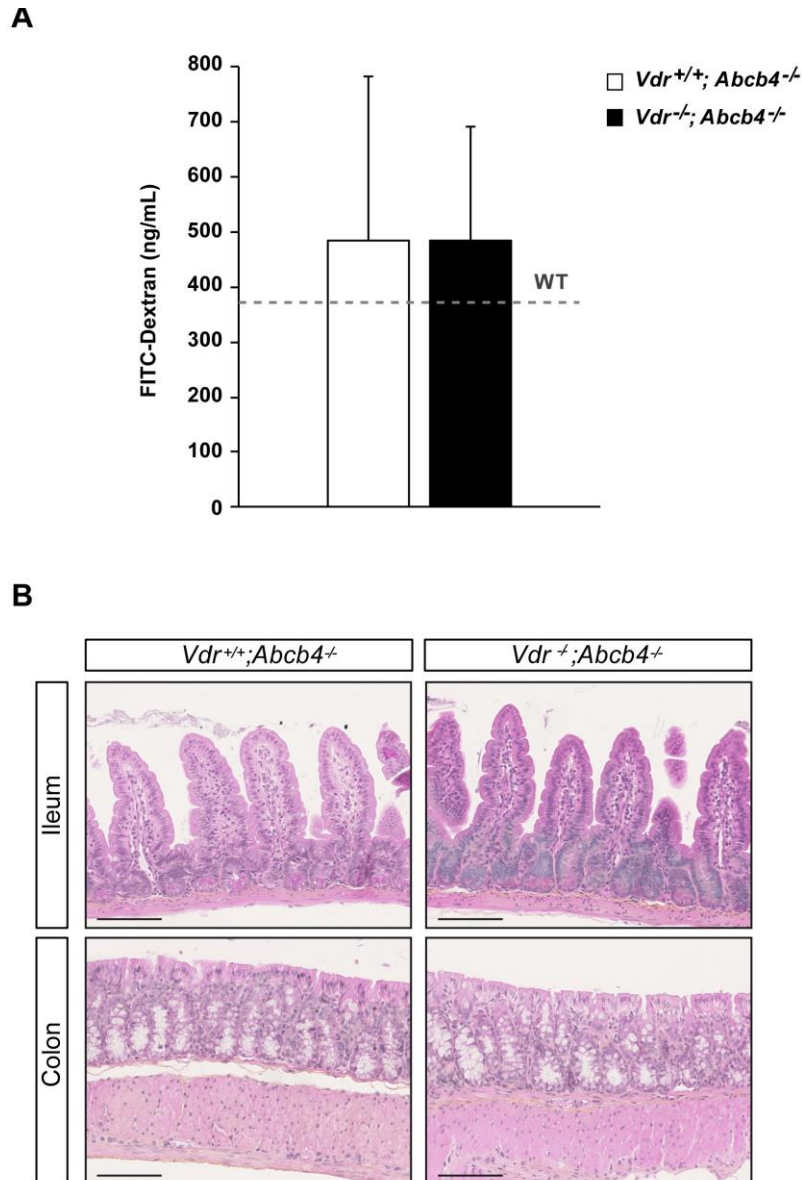 A
800
700
600
500
400
300
200
100
0
FITC-Dextran (ng/mL)
WT
Vdr+/+; Abcb4-/-
Vdr-/-; Abcb4-/-
B
Vdr+/+;Abcb4-/-
Vdr-/-;Abcb4-/-
Ileum
Colon